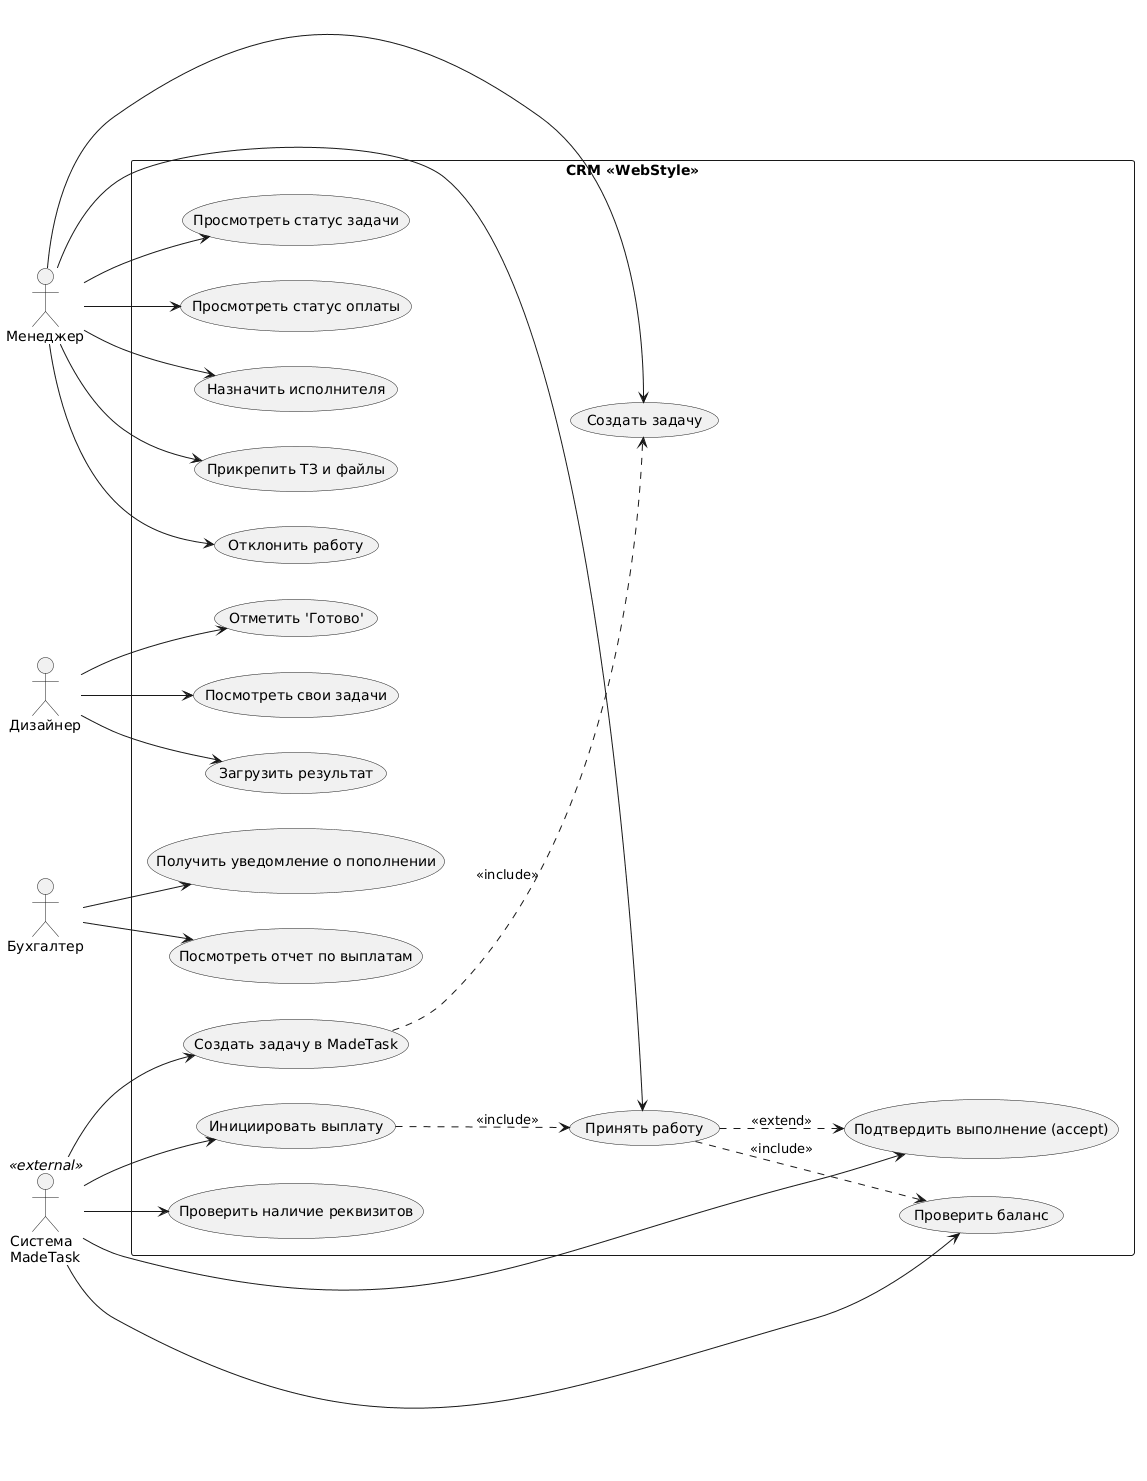 CRM «WebStyle»
Просмотреть статус задачи
Просмотреть статус оплаты
Менеджер
Назначить исполнителя
Создать задачу
Прикрепить ТЗ и файлы
Отклонить работу
Отметить 'Готово'
Посмотреть свои задачи
Дизайнер
Загрузить результат
Получить уведомление о пополнении
«include»
Бухгалтер
Посмотреть отчет по выплатам
Создать задачу в MadeTask
Инициировать выплату
«include»
Принять работу
«extend»
Подтвердить выполнение (accept)
«include»
«external»
Система
MadeTask
Проверить наличие реквизитов
Проверить баланс